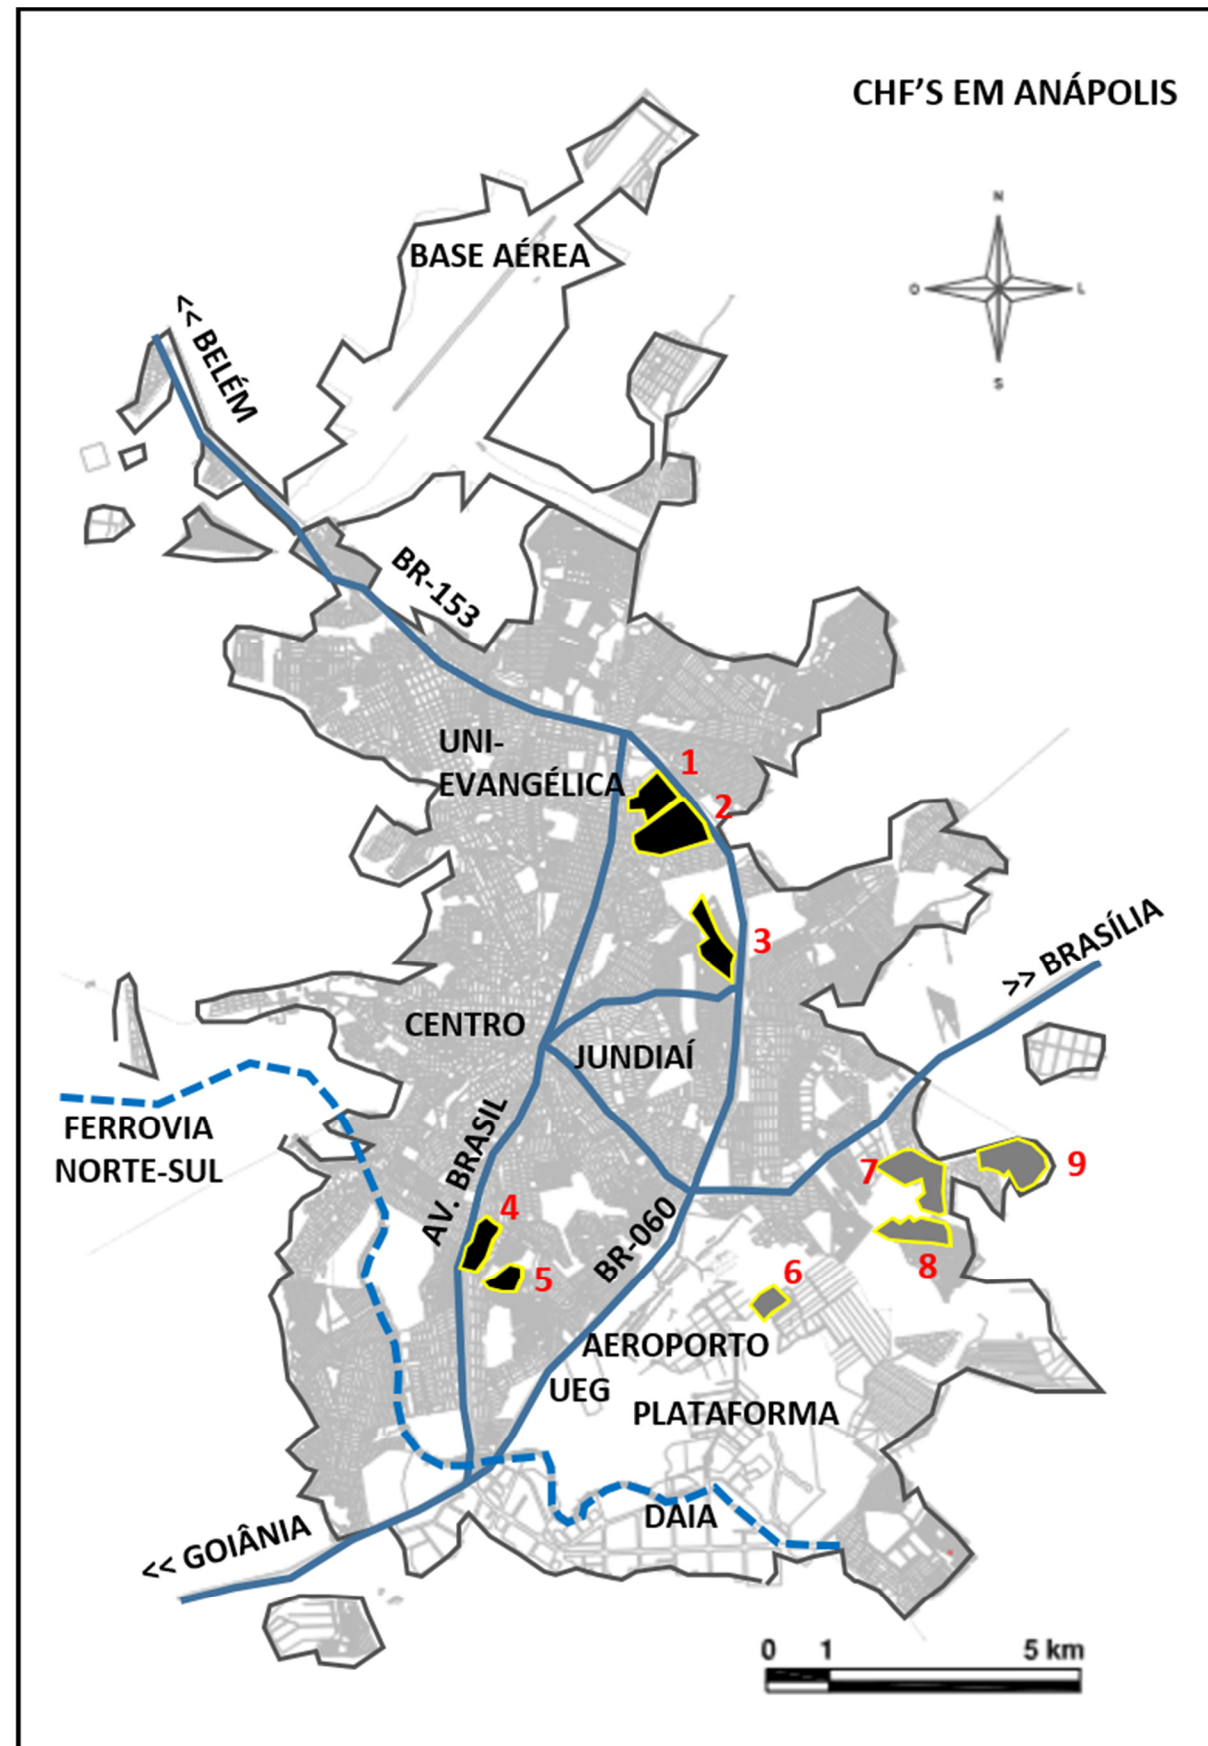 CHF'S EM ANÁPOLIS
N
O
L
S
BASE AÉREA
<< BELÉM
BR-153
UNI-
EVANGÉLICA
1
2
3
>> BRASÍLIA
CENTRO
JUNDIAÍ
FERROVIA
NORTE-SUL
AV. BRASIL
7
9
4
BR-060
8
5
6
AEROPORTO
UEG
PLATAFORMA
DAIA
<< GOIÂNIA
0 1 5 km